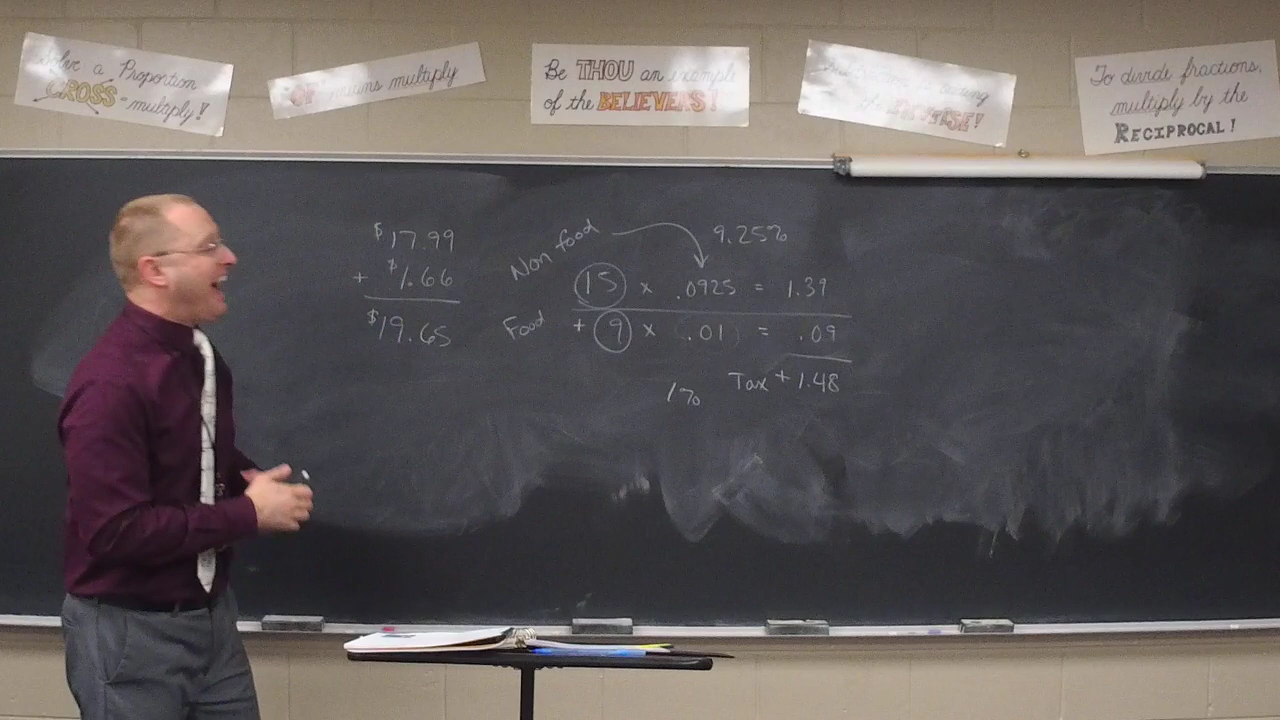 Solve a Proportion
CROSS-multiply!
"OF" means multiply
Be THOU an example
of the BELIEVERS!
To divide fractions,
multiply by the
RECIPROCAL!
$17.99
+ $1.66
$19.65
Non food
9.25%
15 x .0925 = 1.39
Food + 9 x .01 = .09
1% Tax + 1.48